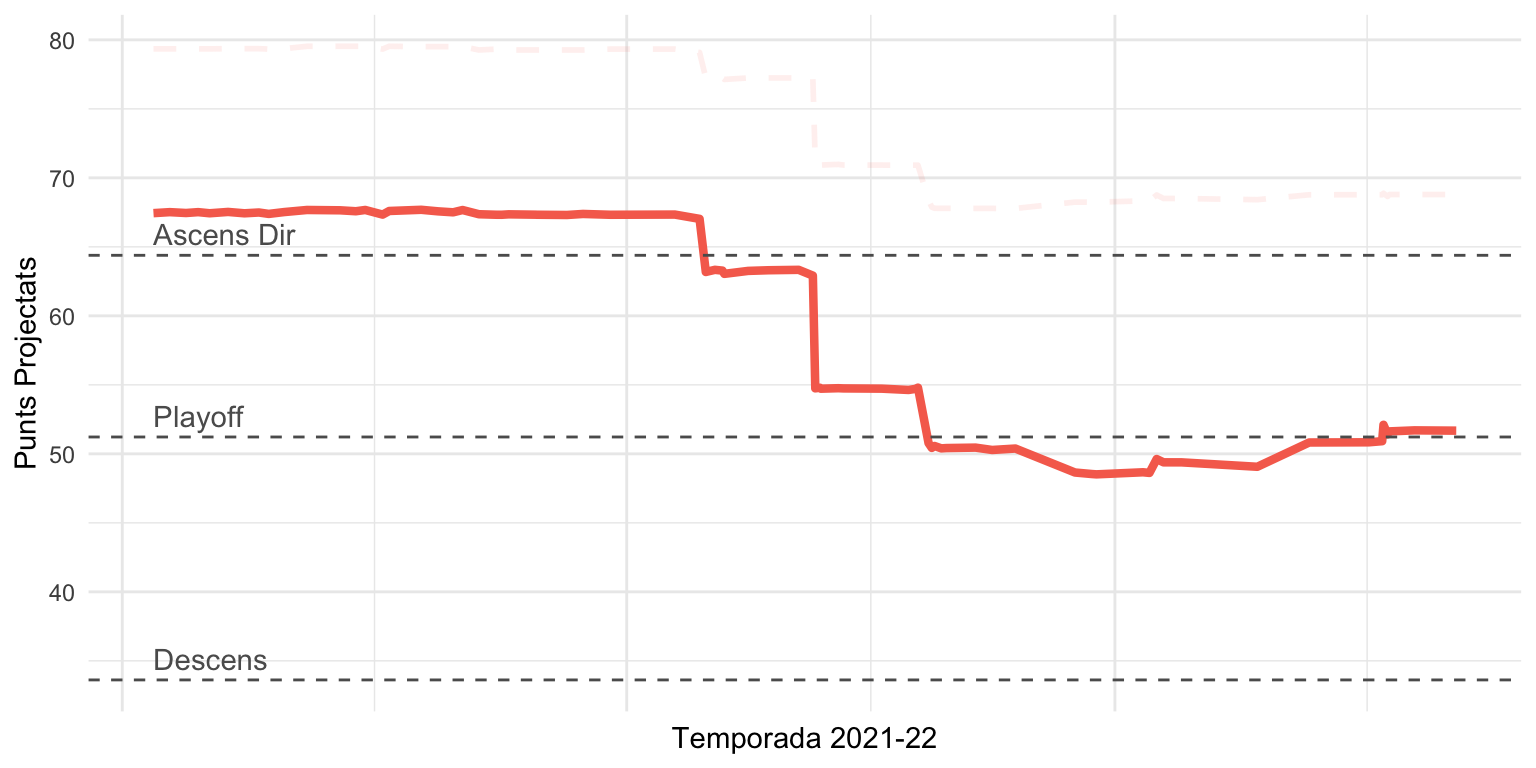 80
70
Ascens Dir
60
Punts Projectats
Playoff
50
40
Descens
Temporada 2021-22